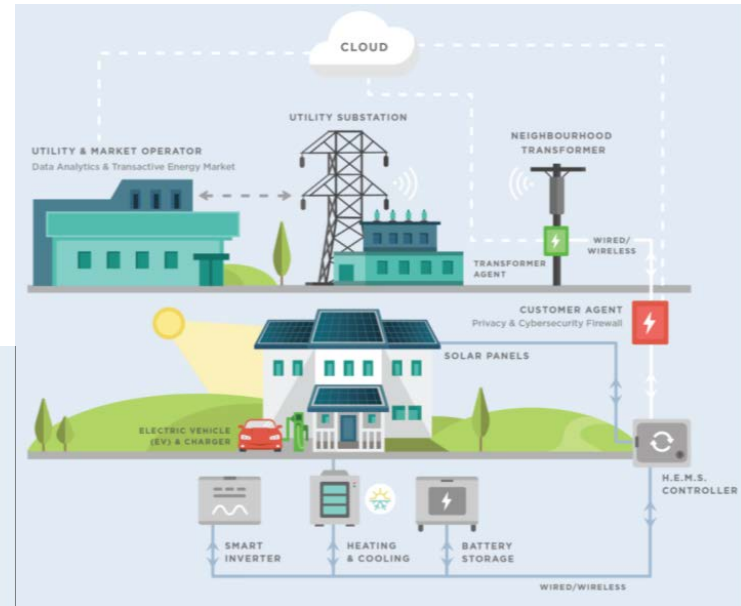 CLOUD
UTILITY SUBSTATION
UTILITY & MARKET OPERATOR
Data Analytics & Transactive Energy Market
NEIGHBOURHOOD
TRANSFORMER
WIRED/
WIRELESS
TRANSFORMER
AGENT
CUSTOMER AGENT
Privacy & Cybersecurity Firewall
SOLAR PANELS
ELECTRIC VEHICLE
(EV) & CHARGER
H.E.M.S.
CONTROLLER
SMART
INVERTER
HEATING
& COOLING
BATTERY
STORAGE
WIRED/WIRELESS